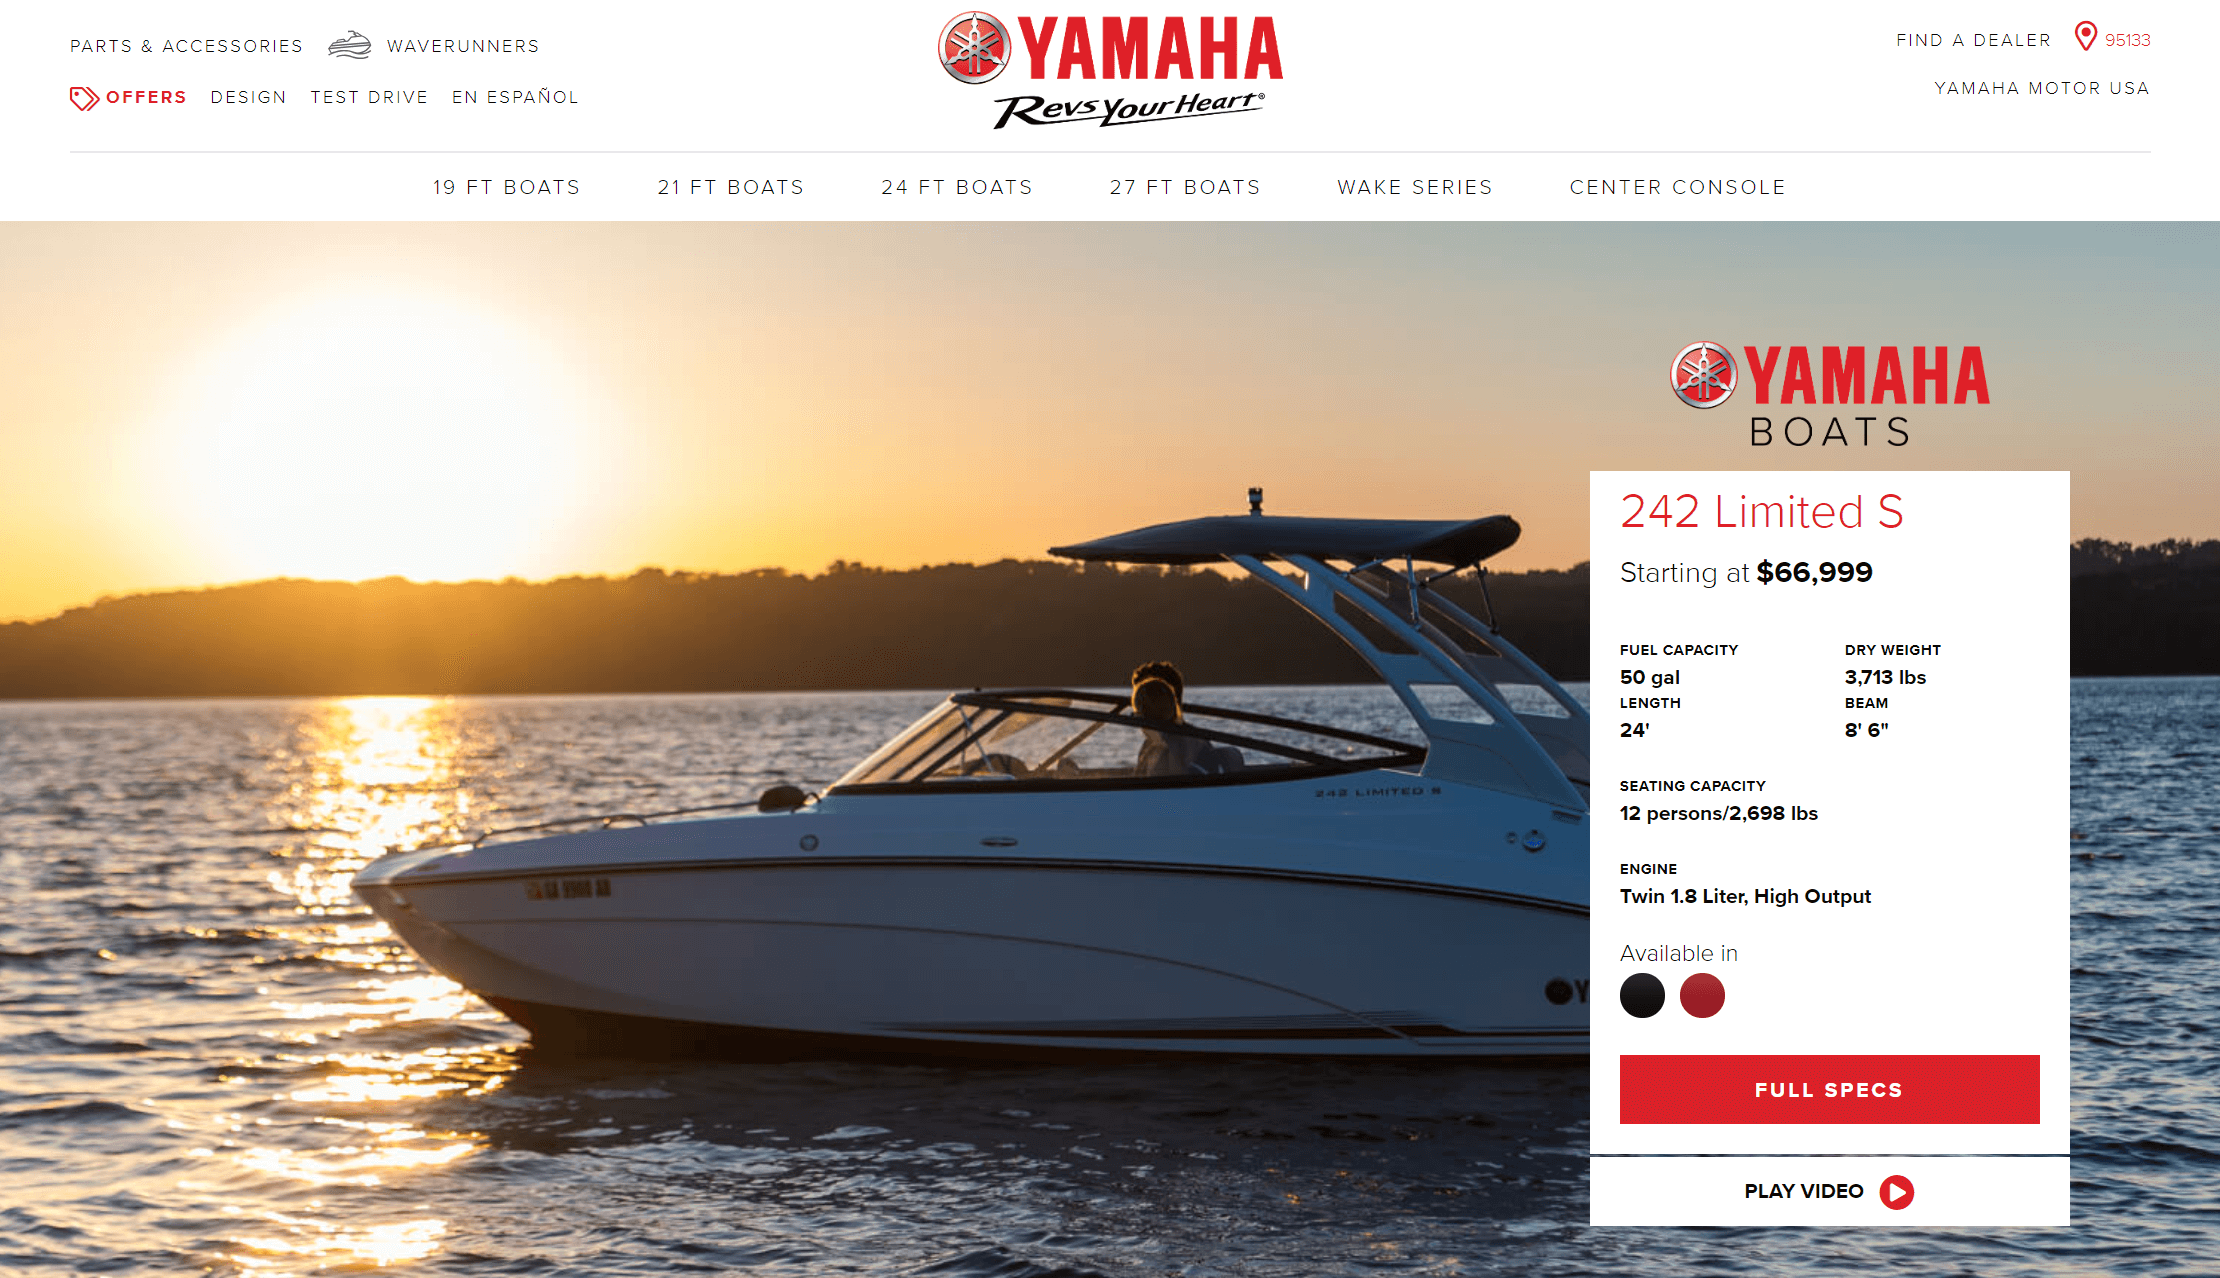 PARTS & ACCESSORIES WAVERUNNERS
OFFERS DESIGN TEST DRIVE EN ESPAÑOL
YAMAHA
Revs Your Heart®
FIND A DEALER 95133
YAMAHA MOTOR USA
19 FT BOATS 21 FT BOATS 24 FT BOATS 27 FT BOATS WAKE SERIES CENTER CONSOLE
YAMAHA
BOATS
242 Limited S
Starting at $66,999
FUEL CAPACITY DRY WEIGHT
50 gal 3,713 lbs
LENGTH BEAM
24' 8' 6"
SEATING CAPACITY
12 persons/2,698 lbs
ENGINE
Twin 1.8 Liter, High Output
Available in
FULL SPECS
PLAY VIDEO
242 LIMITED S
Y